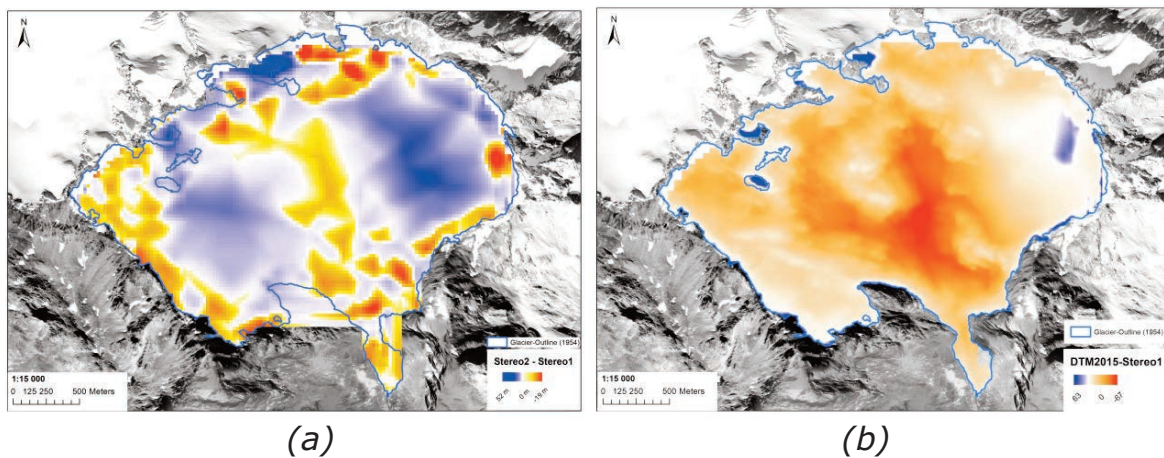 N
Glacier-Outline (1954)
Stereo2 - Stereo1
52 m
0 m
-19 m
1:15 000
0 125 250 500 Meters
(a)
N
Glacier-Outline (1954)
DTM2015-Stereo1
63
0
-67
1:15 000
0 125 250 500 Meters
(b)